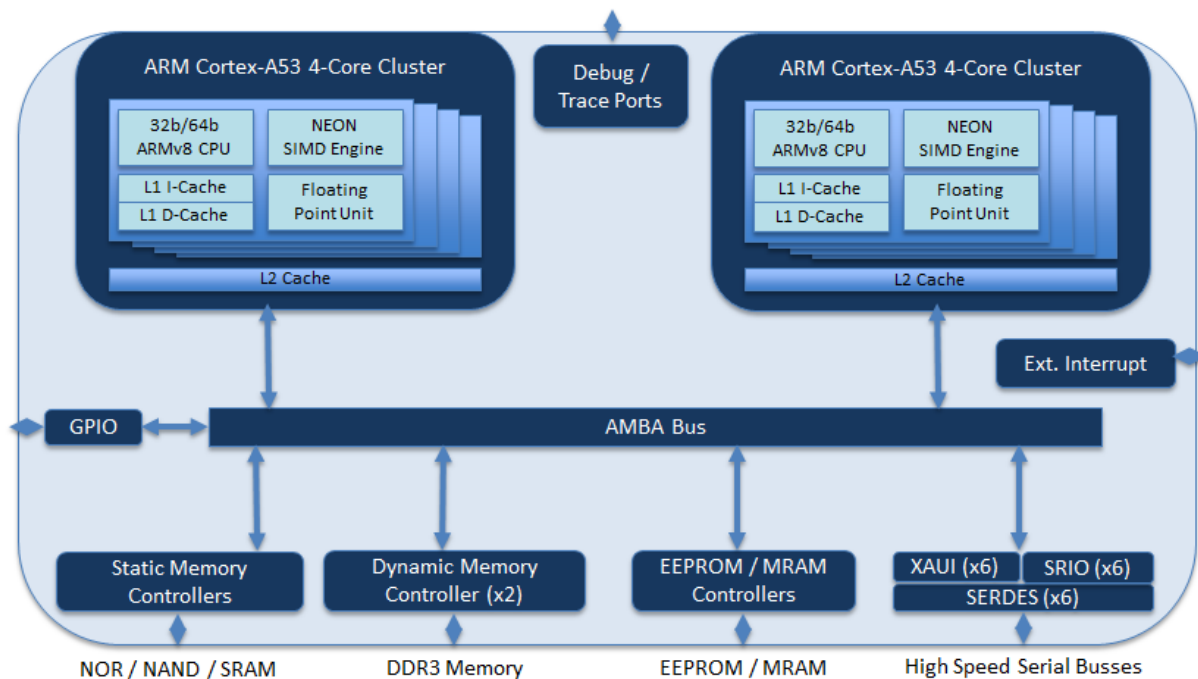 ARM Cortex-A53 4-Core Cluster
32b/64b
ARMv8 CPU
NEON
SIMD Engine
L1 I-Cache
L1 D-Cache
Floating
Point Unit
L2 Cache
Debug /
Trace Ports
ARM Cortex-A53 4-Core Cluster
32b/64b
ARMv8 CPU
NEON
SIMD Engine
L1 I-Cache
L1 D-Cache
Floating
Point Unit
L2 Cache
Ext. Interrupt
GPIO
AMBA Bus
Static Memory
Controllers
Dynamic Memory
Controller (x2)
EEPROM / MRAM
Controllers
XAUI (x6)
SRIO (x6)
SERDES (x6)
NOR / NAND / SRAM
DDR3 Memory
EEPROM / MRAM
High Speed Serial Busses